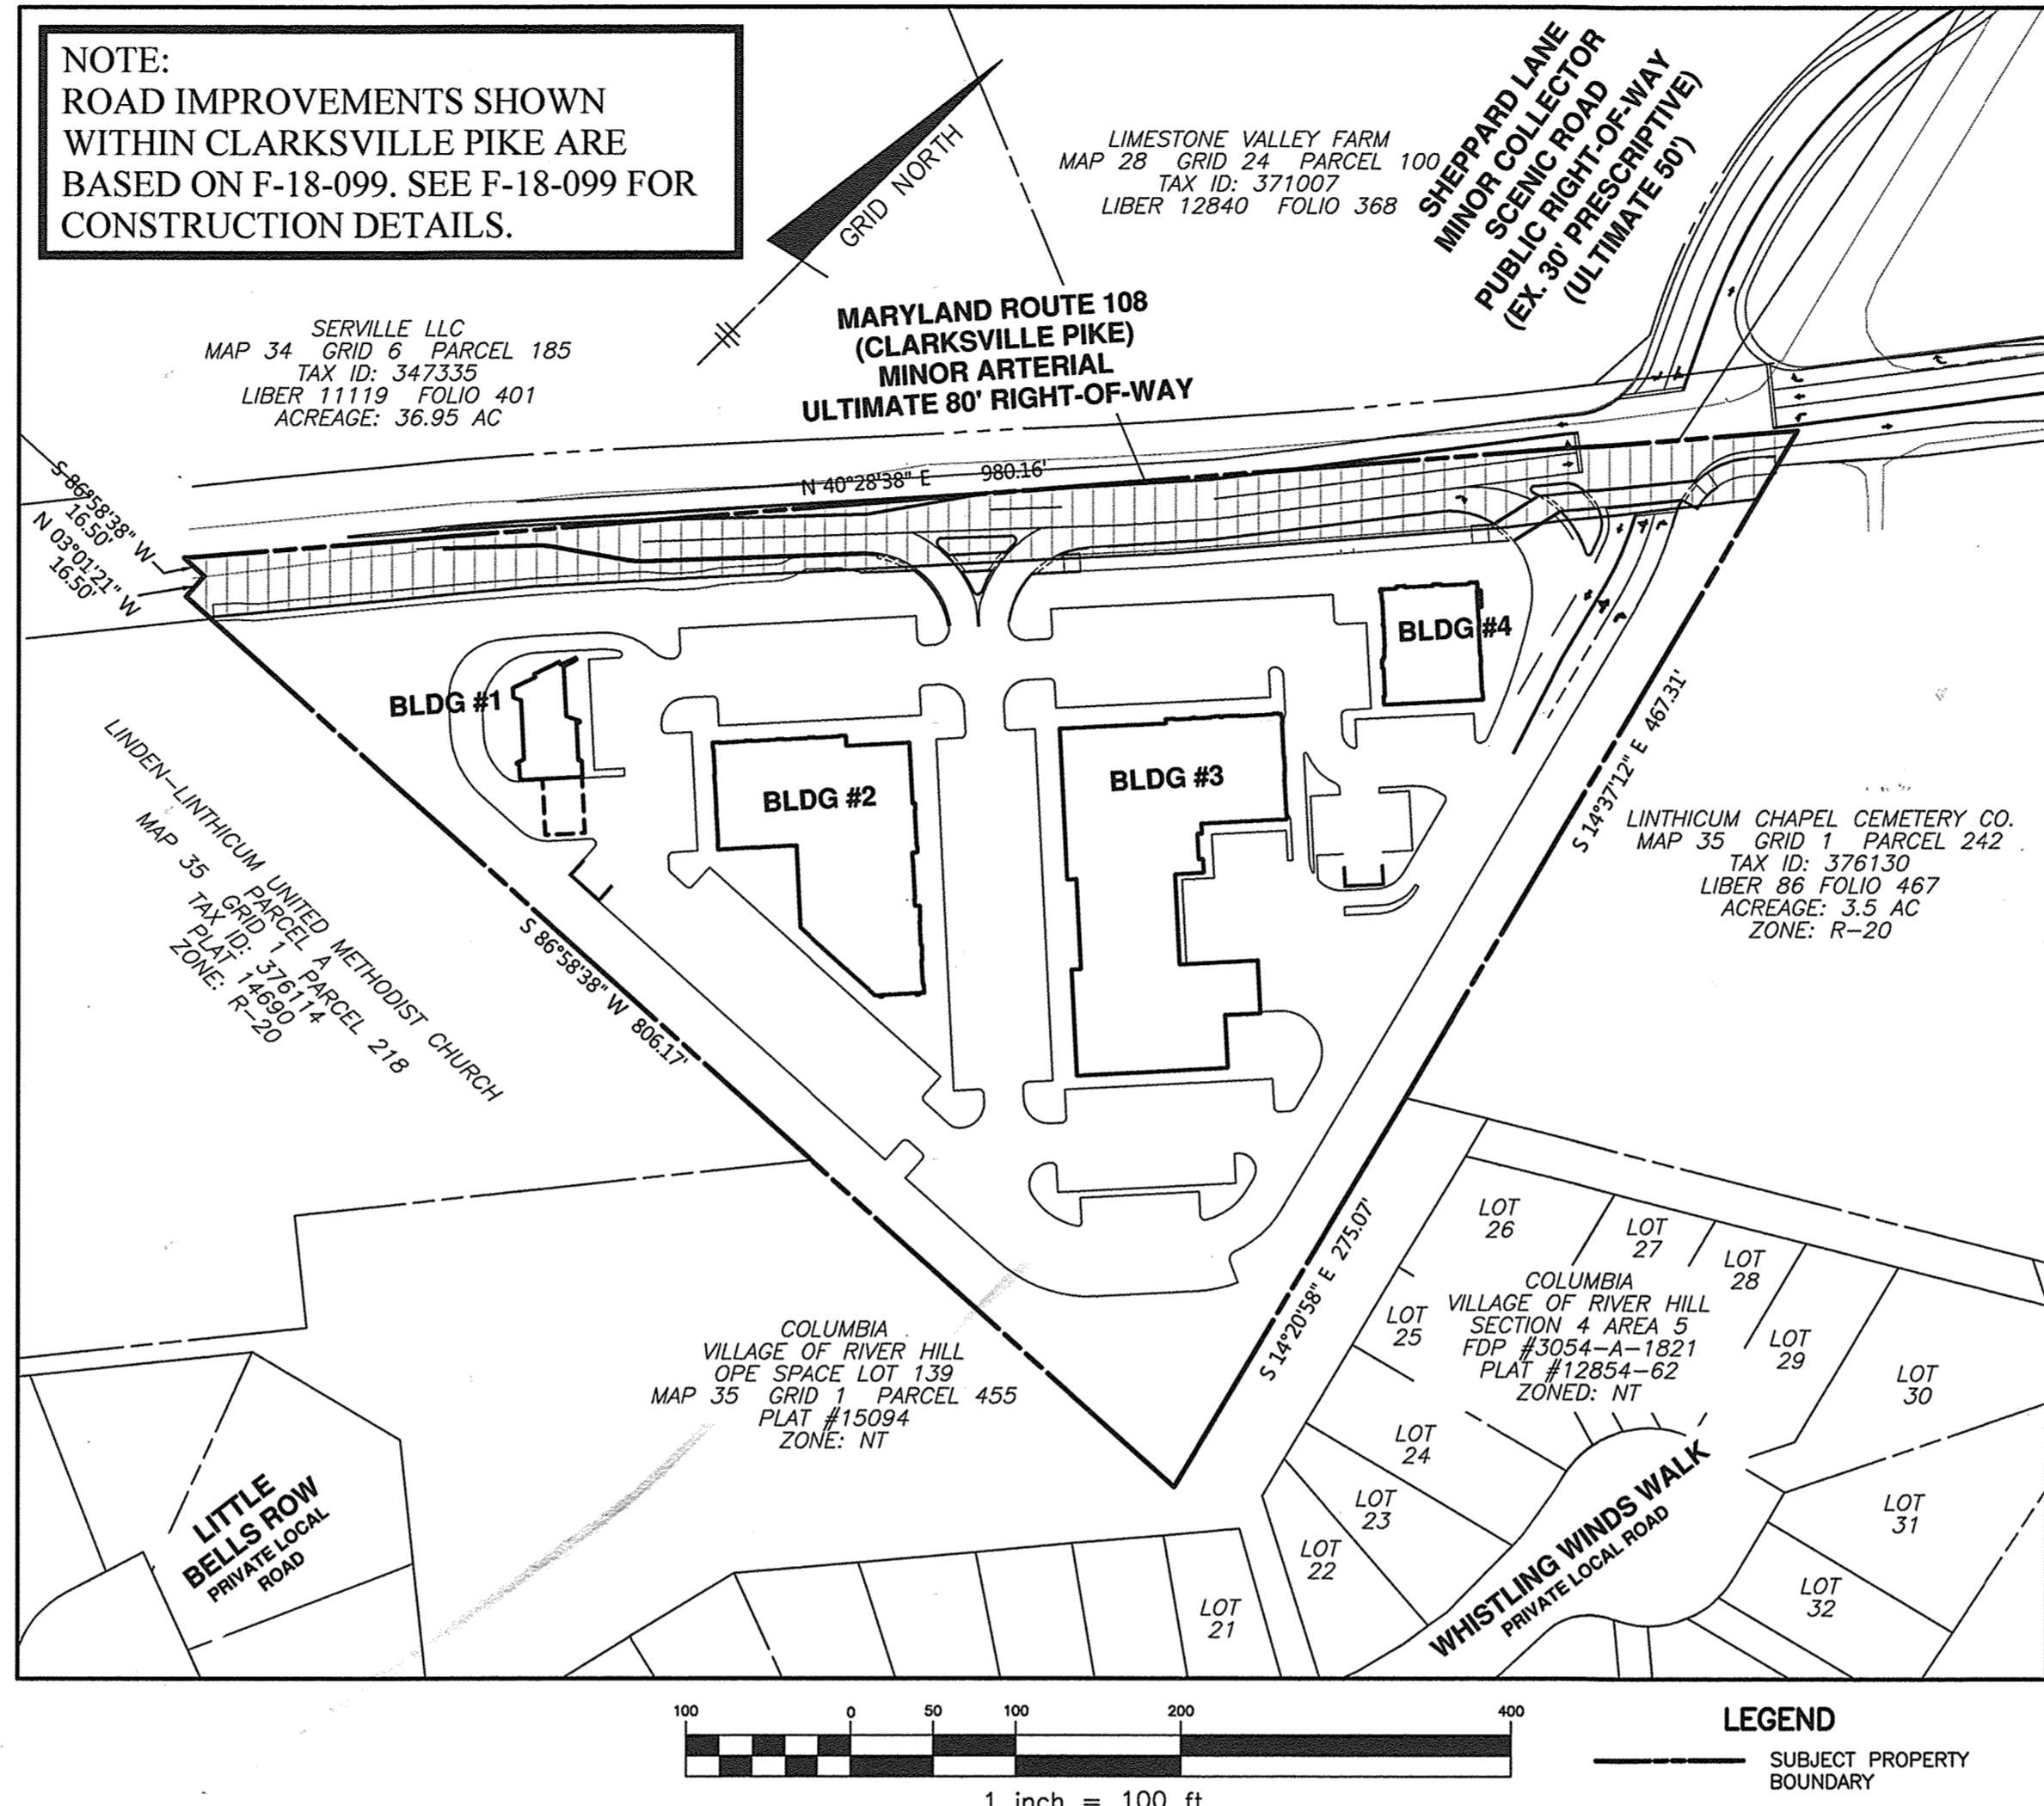 NOTE:
ROAD IMPROVEMENTS SHOWN
WITHIN CLARKSVILLE PIKE ARE
BASED ON F-18-099. SEE F-18-099 FOR
CONSTRUCTION DETAILS.
GRID NORTH
LIMESTONE VALLEY FARM
MAP 28 GRID 24 PARCEL 100
TAX ID: 371007
LIBER 12840 FOLIO 368
SHEPPARD LANE
MINOR COLLECTOR
SCENIC ROAD
PUBLIC RIGHT-OF-WAY
(EX. 30' PRESCRIPTIVE)
(ULTIMATE 50')
SERVILLE LLC
MAP 34 GRID 6 PARCEL 185
TAX ID: 347335
LIBER 11119 FOLIO 401
ACREAGE: 36.95 AC
MARYLAND ROUTE 108
(CLARKSVILLE PIKE)
MINOR ARTERIAL
ULTIMATE 80' RIGHT-OF-WAY
N 40°28'38" E 980.16'
S 86°58'38" W
16.50'
N 03°01'21" W
16.50'
BLDG #1
BLDG #2
BLDG #3
BLDG #4
S 14°37'12" E 467.31'
LINTHICUM CHAPEL CEMETERY CO.
MAP 35 GRID 1 PARCEL 242
TAX ID: 376130
LIBER 86 FOLIO 467
ACREAGE: 3.5 AC
ZONE: R-20
LINDEN-LINTHICUM UNITED METHODIST CHURCH
PARCEL A
MAP 35 GRID 1 PARCEL 218
TAX ID: 376114
PLAT 14690
ZONE: R-20
S 86°58'38" W 806.17'
S 14°20'58" E 275.07'
COLUMBIA
VILLAGE OF RIVER HILL
OPE SPACE LOT 139
MAP 35 GRID 1 PARCEL 455
PLAT #15094
ZONE: NT
LOT
26
LOT
27
LOT
28
COLUMBIA
VILLAGE OF RIVER HILL
SECTION 4 AREA 5
FDP #3054-A-1821
PLAT #12854-62
ZONED: NT
LOT
25
LOT
29
LOT
30
LOT
24
LOT
23
LOT
22
LOT
21
LOT
31
LOT
32
LITTLE
BELLS ROW
PRIVATE LOCAL
ROAD
WHISTLING WINDS WALK
PRIVATE LOCAL ROAD
100 0 50 100 200 400
1 inch = 100 ft
LEGEND
SUBJECT PROPERTY
BOUNDARY